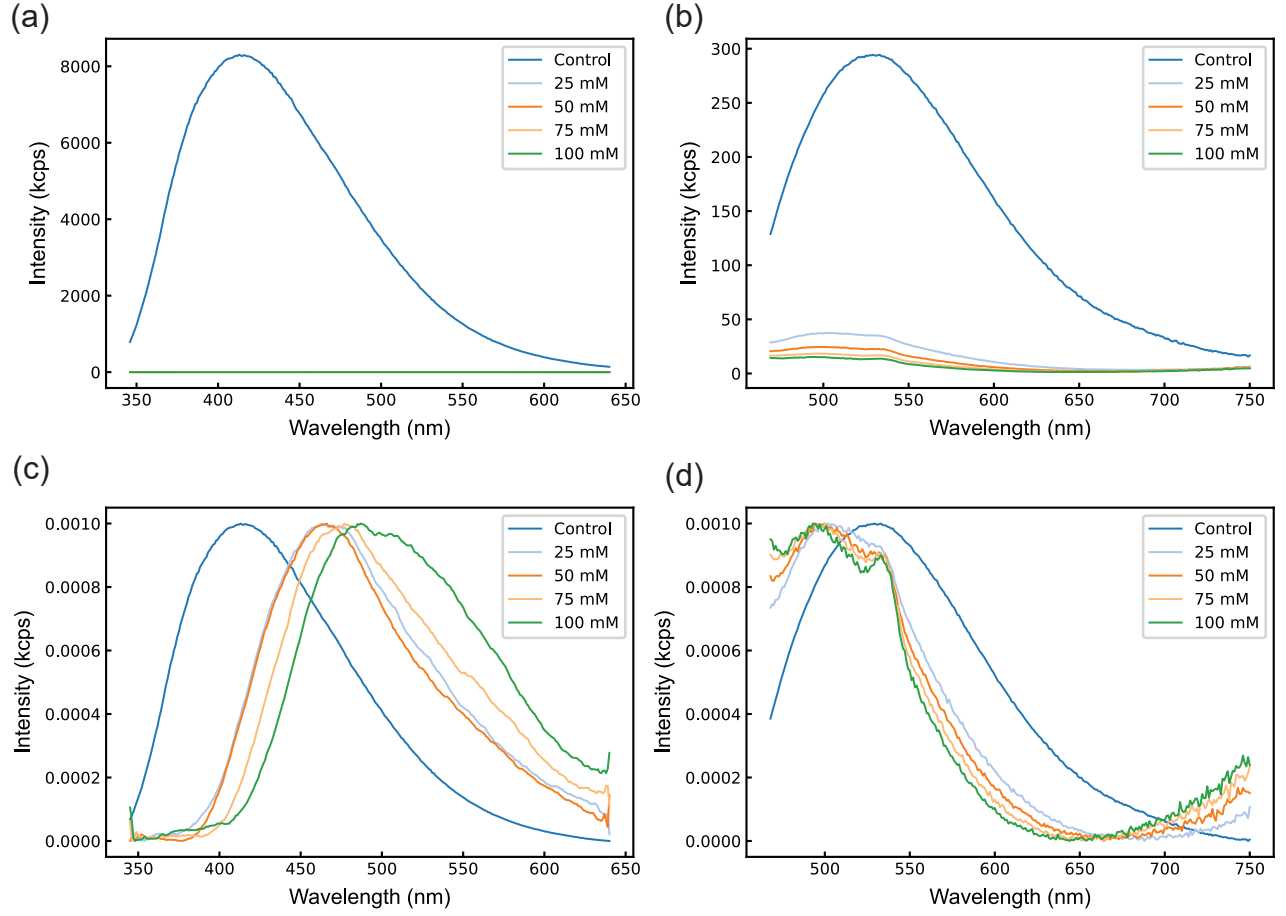 (a)
Intensity (kcps)
8000
6000
4000
2000
0
350 400 450 500 550 600 650
Wavelength (nm)
Control
25 mM
50 mM
75 mM
100 mM
(b)
Intensity (kcps)
300
250
200
150
100
50
0
500 550 600 650 700 750
Wavelength (nm)
Control
25 mM
50 mM
75 mM
100 mM
(c)
Intensity (kcps)
0.0010
0.0008
0.0006
0.0004
0.0002
0.0000
350 400 450 500 550 600 650
Wavelength (nm)
Control
25 mM
50 mM
75 mM
100 mM
(d)
Intensity (kcps)
0.0010
0.0008
0.0006
0.0004
0.0002
0.0000
500 550 600 650 700 750
Wavelength (nm)
Control
25 mM
50 mM
75 mM
100 mM